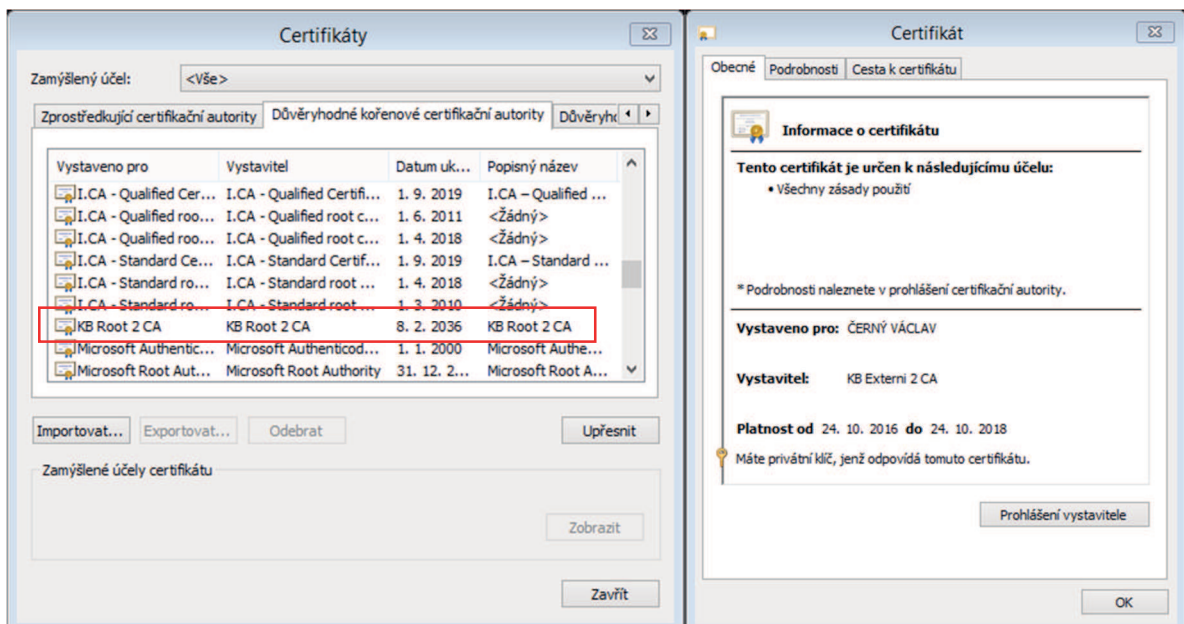 Certifikáty
Zamýšlený účel: <Vše>
Zprostředkující certifikační autority Důvěryhodné kořenové certifikační autority Důvěryhc
Vystaveno pro Vystavitel Datum uk... Popisný název
I.CA - Qualified Cer... I.CA - Qualified Certifi... 1. 9. 2019 I.CA – Qualified ...
I.CA - Qualified roo... I.CA - Qualified root c... 1. 6. 2011 <Žádný>
I.CA - Qualified roo... I.CA - Qualified root c... 1. 4. 2018 <Žádný>
I.CA - Standard Ce... I.CA - Standard Certif... 1. 9. 2019 I.CA – Standard ...
I.CA - Standard ro... I.CA - Standard root ... 1. 4. 2018 <Žádný>
I.CA - Standard ro... I.CA - Standard root ... 1. 3. 2010 <Žádný>
KB Root 2 CA KB Root 2 CA 8. 2. 2036 KB Root 2 CA
Microsoft Authentic... Microsoft Authenticod... 1. 1. 2000 Microsoft Authe...
Microsoft Root Aut... Microsoft Root Authority 31. 12. 2... Microsoft Root A...
Importovat... Exportovat... Odebrat Upřesnit
Zamýšlené účely certifikátu
Zobrazit
Zavřít
Certifikát
Obecné Podrobnosti Cesta k certifikátu
Informace o certifikátu
Tento certifikát je určen k následujícímu účelu:
• Všechny zásady použití
* Podrobnosti naleznete v prohlášení certifikační autority.
Vystaveno pro: ČERNÝ VÁCLAV
Vystavitel: KB Externi 2 CA
Platnost od 24. 10. 2016 do 24. 10. 2018
Máte privátní klíč, jenž odpovídá tomuto certifikátu.
Prohlášení vystavitele
OK